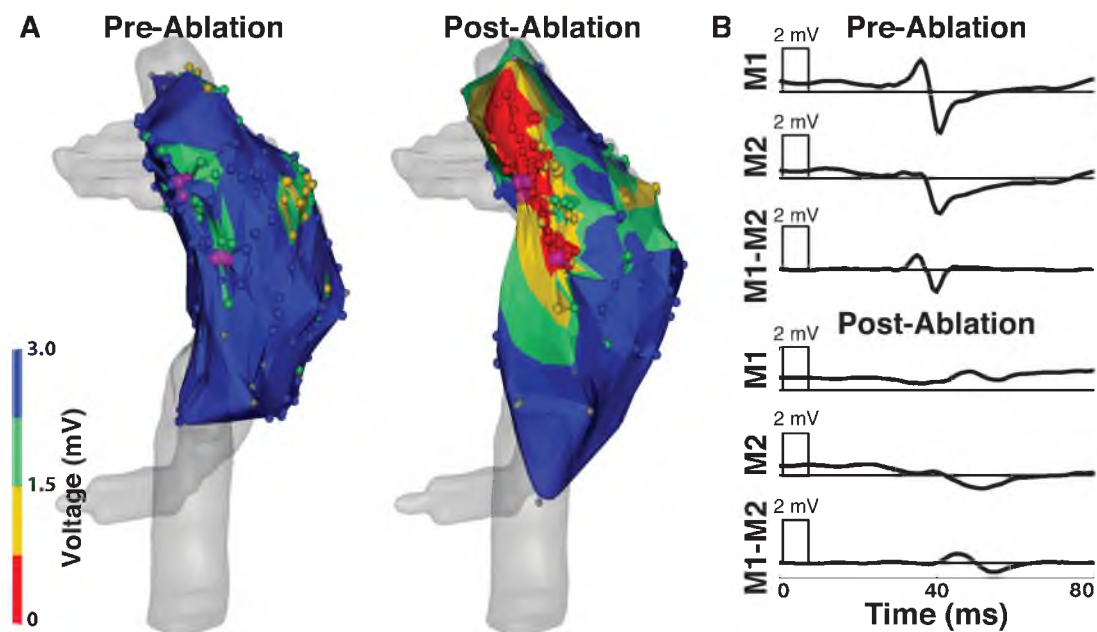 A
Pre-Ablation
Post-Ablation
3.0
1.5
0
Voltage (mV)
B
Pre-Ablation
2 mV
M1
2 mV
M2
2 mV
M1-M2
Post-Ablation
2 mV
M1
2 mV
M2
2 mV
M1-M2
0
40
80
Time (ms)